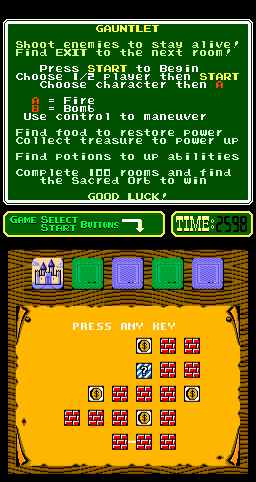 GAUNTLET
Shoot enemies to stay alive!
Find EXIT to the next room!
Press START to Begin
Choose 1/2 player then START
Choose character then A
A = Fire
B = Bomb
Use control to maneuver
Find food to restore power
Collect treasure to power up
Find potions to up abilities
Complete 100 rooms and find
the Sacred Orb to win
GOOD LUCK!
GAME SELECT
START BUTTONS
TIME: 2598
PRESS ANY KEY